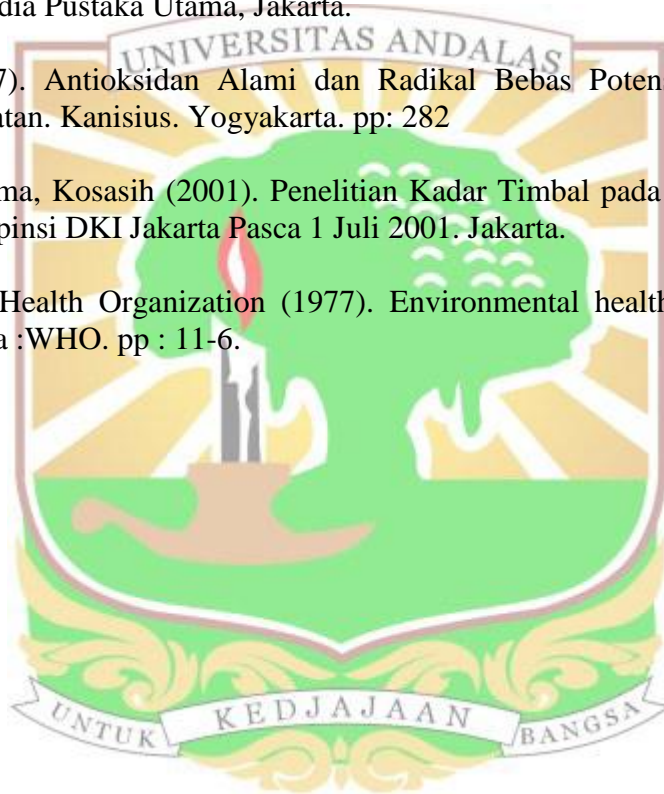 dia Pustaka Utama, Jakarta.
UNIVERSITAS ANDALAS
7). Antioksidan Alami dan Radikal Bebas Poten
atan. Kanisius. Yogyakarta. pp: 282
ma, Kosasih (2001). Penelitian Kadar Timbal pada
pinsi DKI Jakarta Pasca 1 Juli 2001. Jakarta.
Health Organization (1977). Environmental health
a :WHO. pp : 11-6.
UNTUK KEDJAJAAN BANGSA